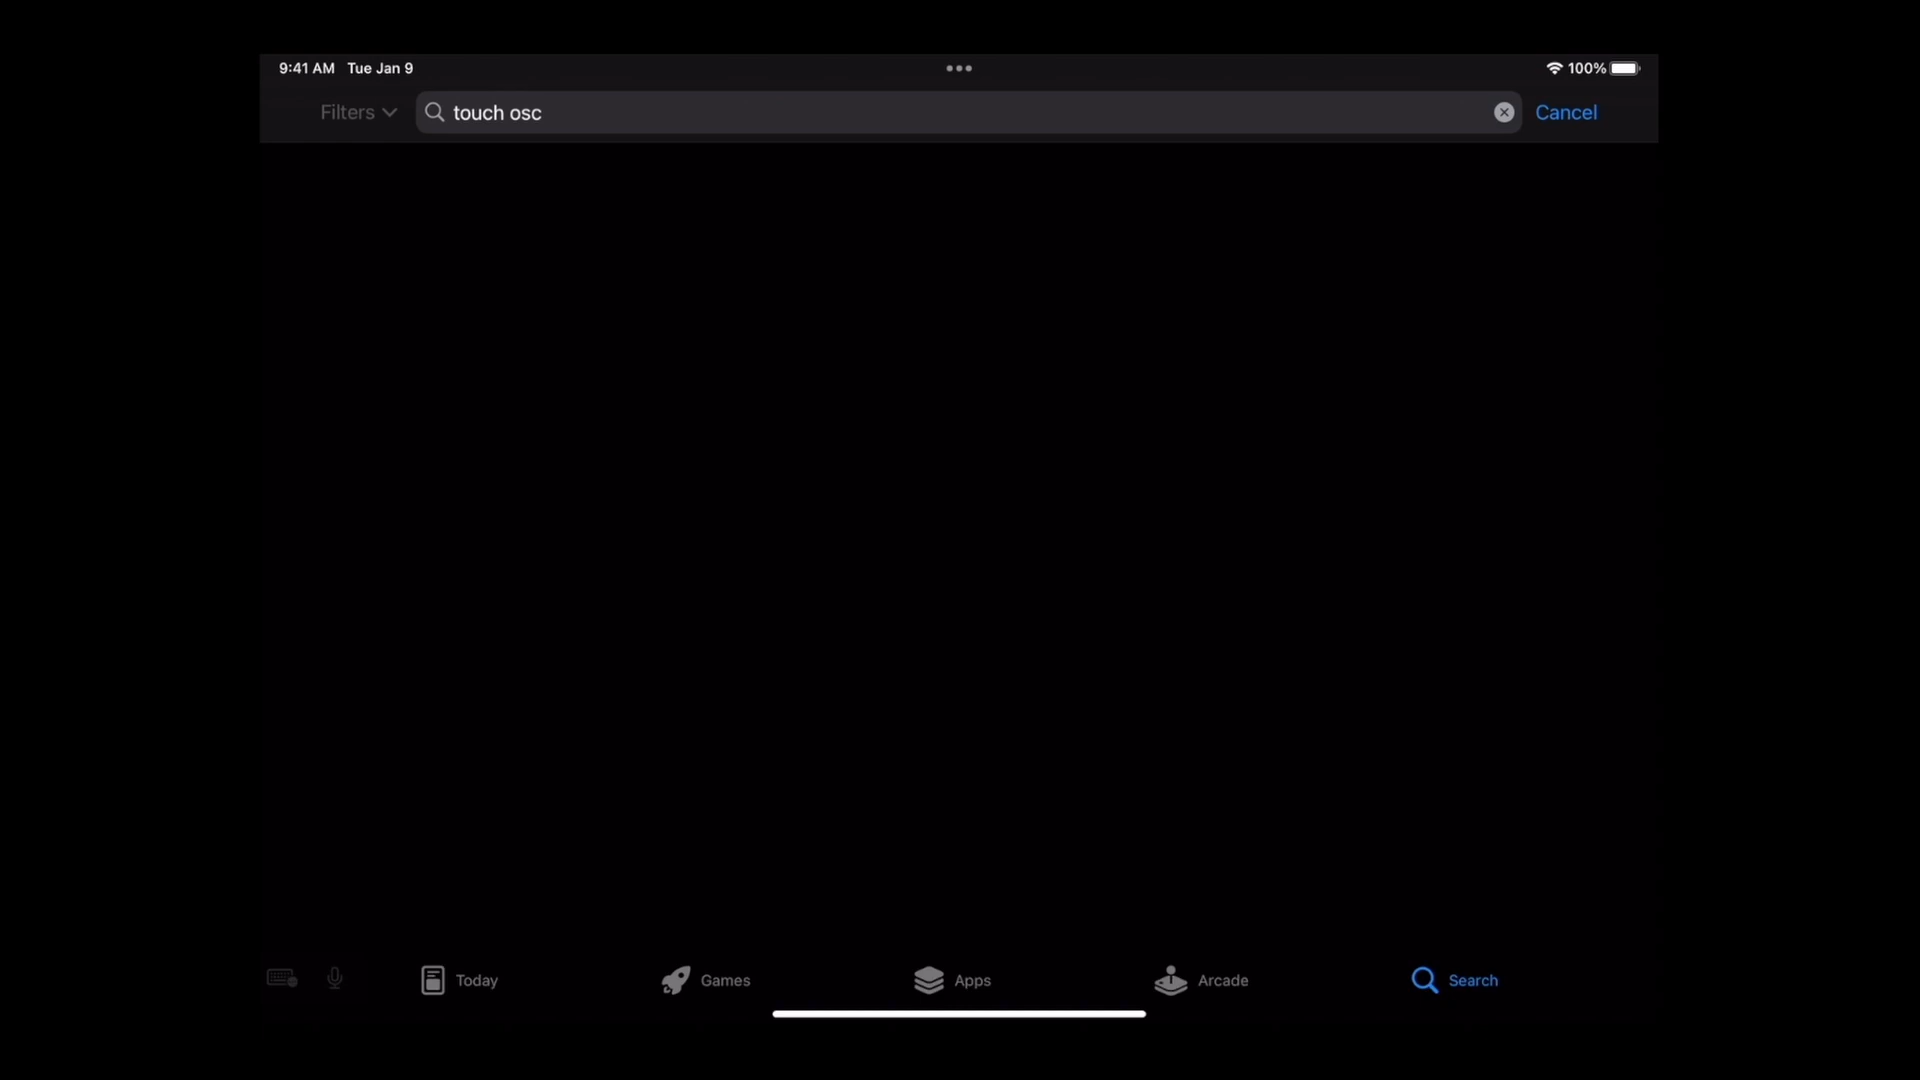 9:41 AM Tue Jan 9
100%
Filters
touch osc
Cancel
Today
Games
Apps
Arcade
Search